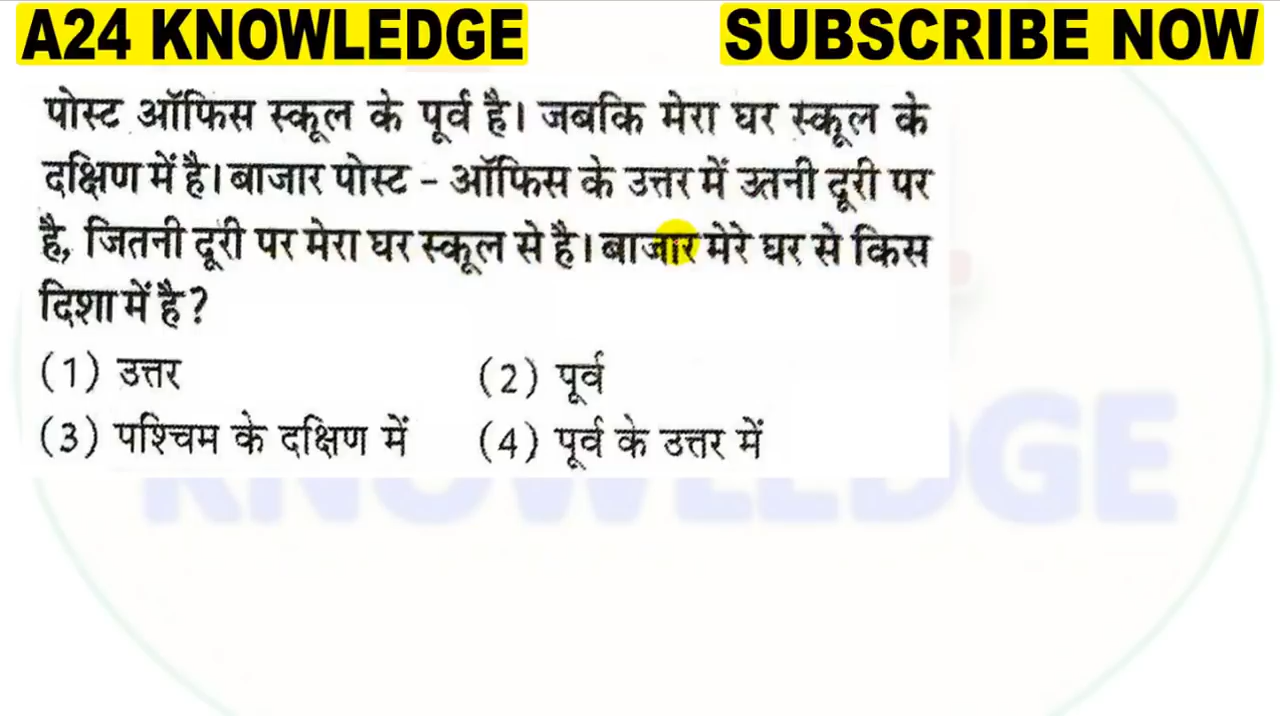 A24 KNOWLEDGE
SUBSCRIBE NOW
पोस्ट ऑफिस स्कूल के पूर्व है। जबकि मेरा घर स्कूल के
दक्षिण में है। बाजार पोस्ट - ऑफिस के उत्तर में उतनी दूरी पर
है, जितनी दूरी पर मेरा घर स्कूल से है। बाजार मेरे घर से किस
दिशा में है?
(1) उत्तर
(2) पूर्व
(3) पश्चिम के दक्षिण में
(4) पूर्व के उत्तर में
KNOWLEDGE